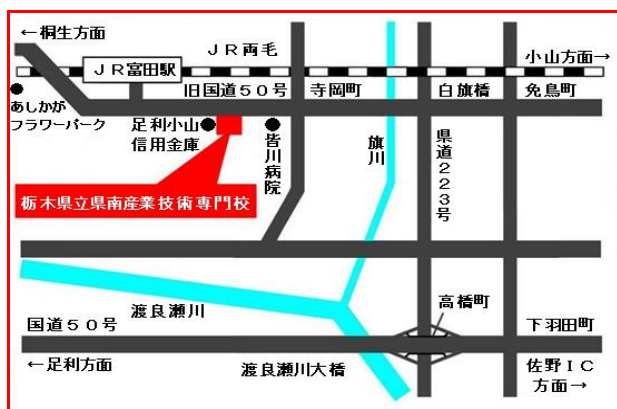 ←桐生方面
JR両毛
小山方面→
JR富田駅
旧国道50号
寺岡町
白旗橋
免鳥町
あしかが
フラワーパーク
足利小山
信用金庫
皆川病院
旗川
県道223号
栃木県立県南産業技術専門校
渡良瀬川
高橋町
国道50号
下羽田町
←足利方面
渡良瀬川大橋
佐野IC
方面→